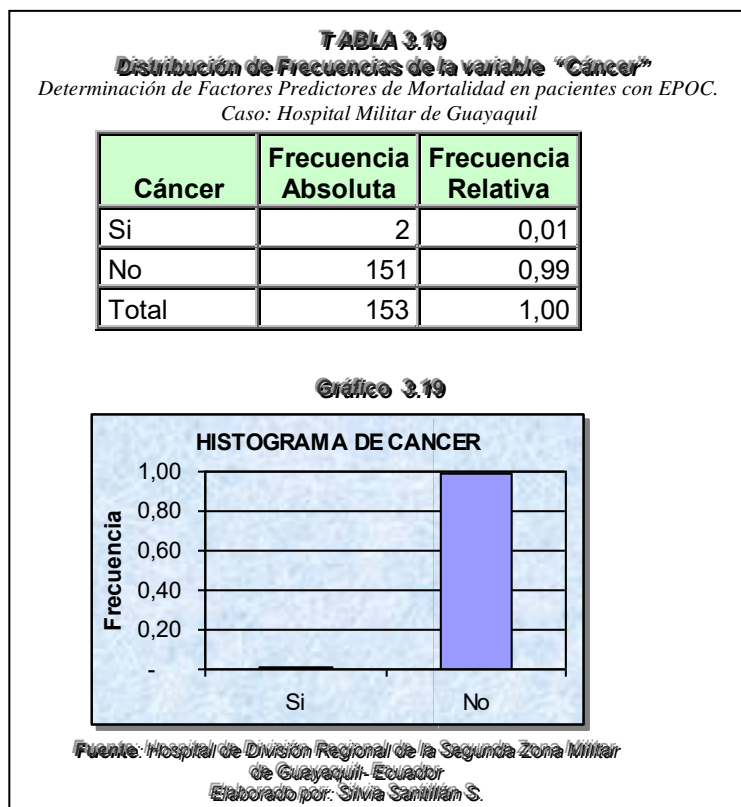 TABLA 3.19
Distribución de Frecuencias de la variable "Cáncer"
Determinación de Factores Predictores de Mortalidad en pacientes con EPOC.
Caso: Hospital Militar de Guayaquil
Cáncer Frecuencia Absoluta Frecuencia Relativa
Si 2 0,01
No 151 0,99
Total 153 1,00
Gráfico 3.19
HISTOGRAMA DE CANCER
Frecuencia
1,00
0,80
0,60
0,40
0,20
-
Si No
Fuente: Hospital de División Regional de la Segunda Zona Militar
de Guayaquil- Ecuador
Elaborado por: Silvia Santillán S.